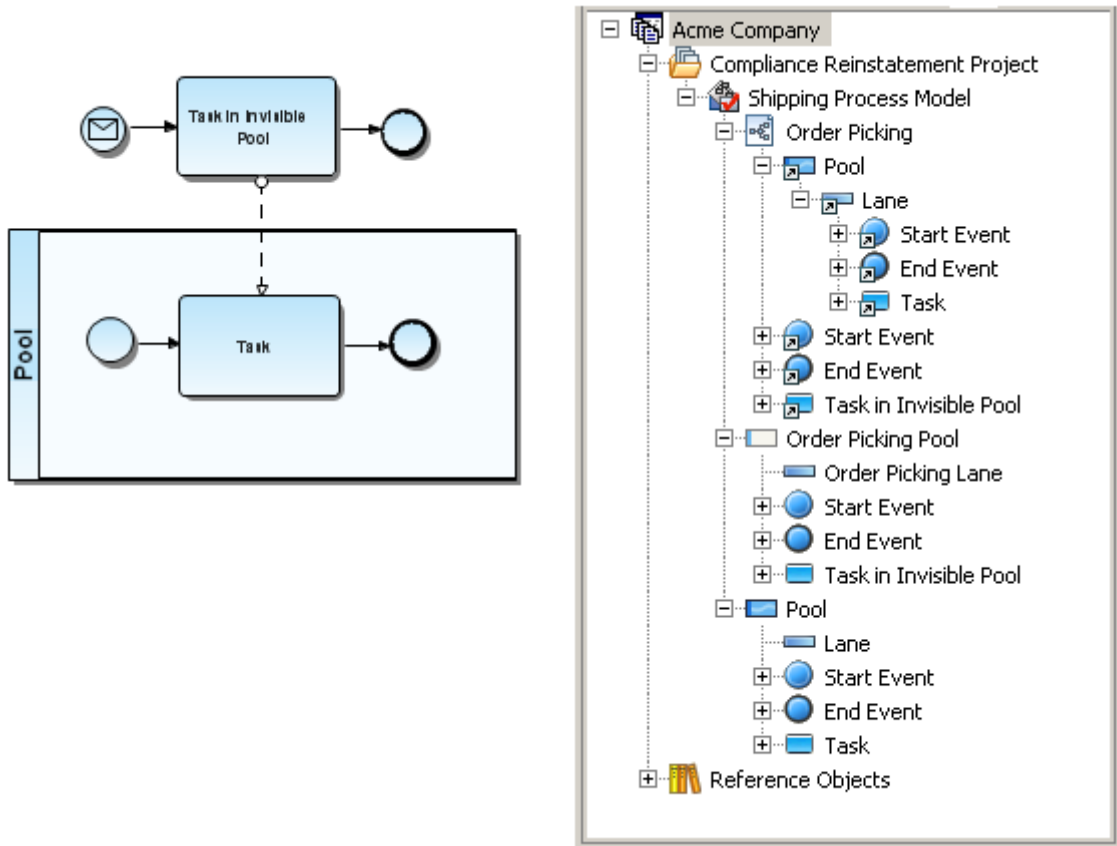 Task in Invisible
Pool
Pool
Task
Acme Company
Compliance Reinstatement Project
Shipping Process Model
Order Picking
Pool
Lane
Start Event
End Event
Task
Start Event
End Event
Task in Invisible Pool
Order Picking Pool
Order Picking Lane
Start Event
End Event
Task in Invisible Pool
Pool
Lane
Start Event
End Event
Task
Reference Objects